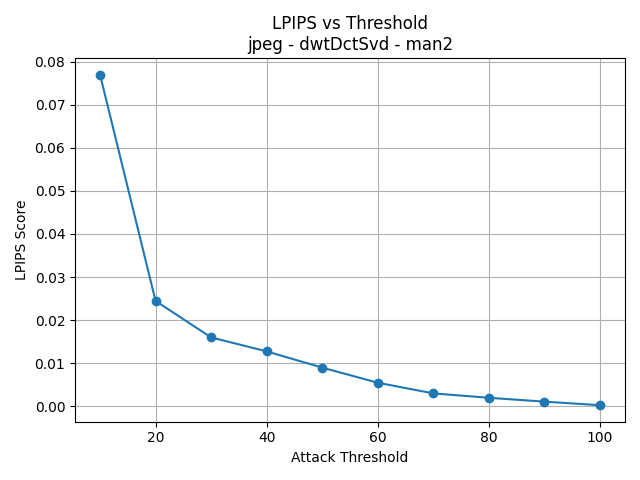 LPIPS vs Threshold
jpeg - dwtDctSvd - man2
0.08
0.07
0.06
0.05
0.04
0.03
0.02
0.01
0.00
LPIPS Score
20 40 60 80 100
Attack Threshold